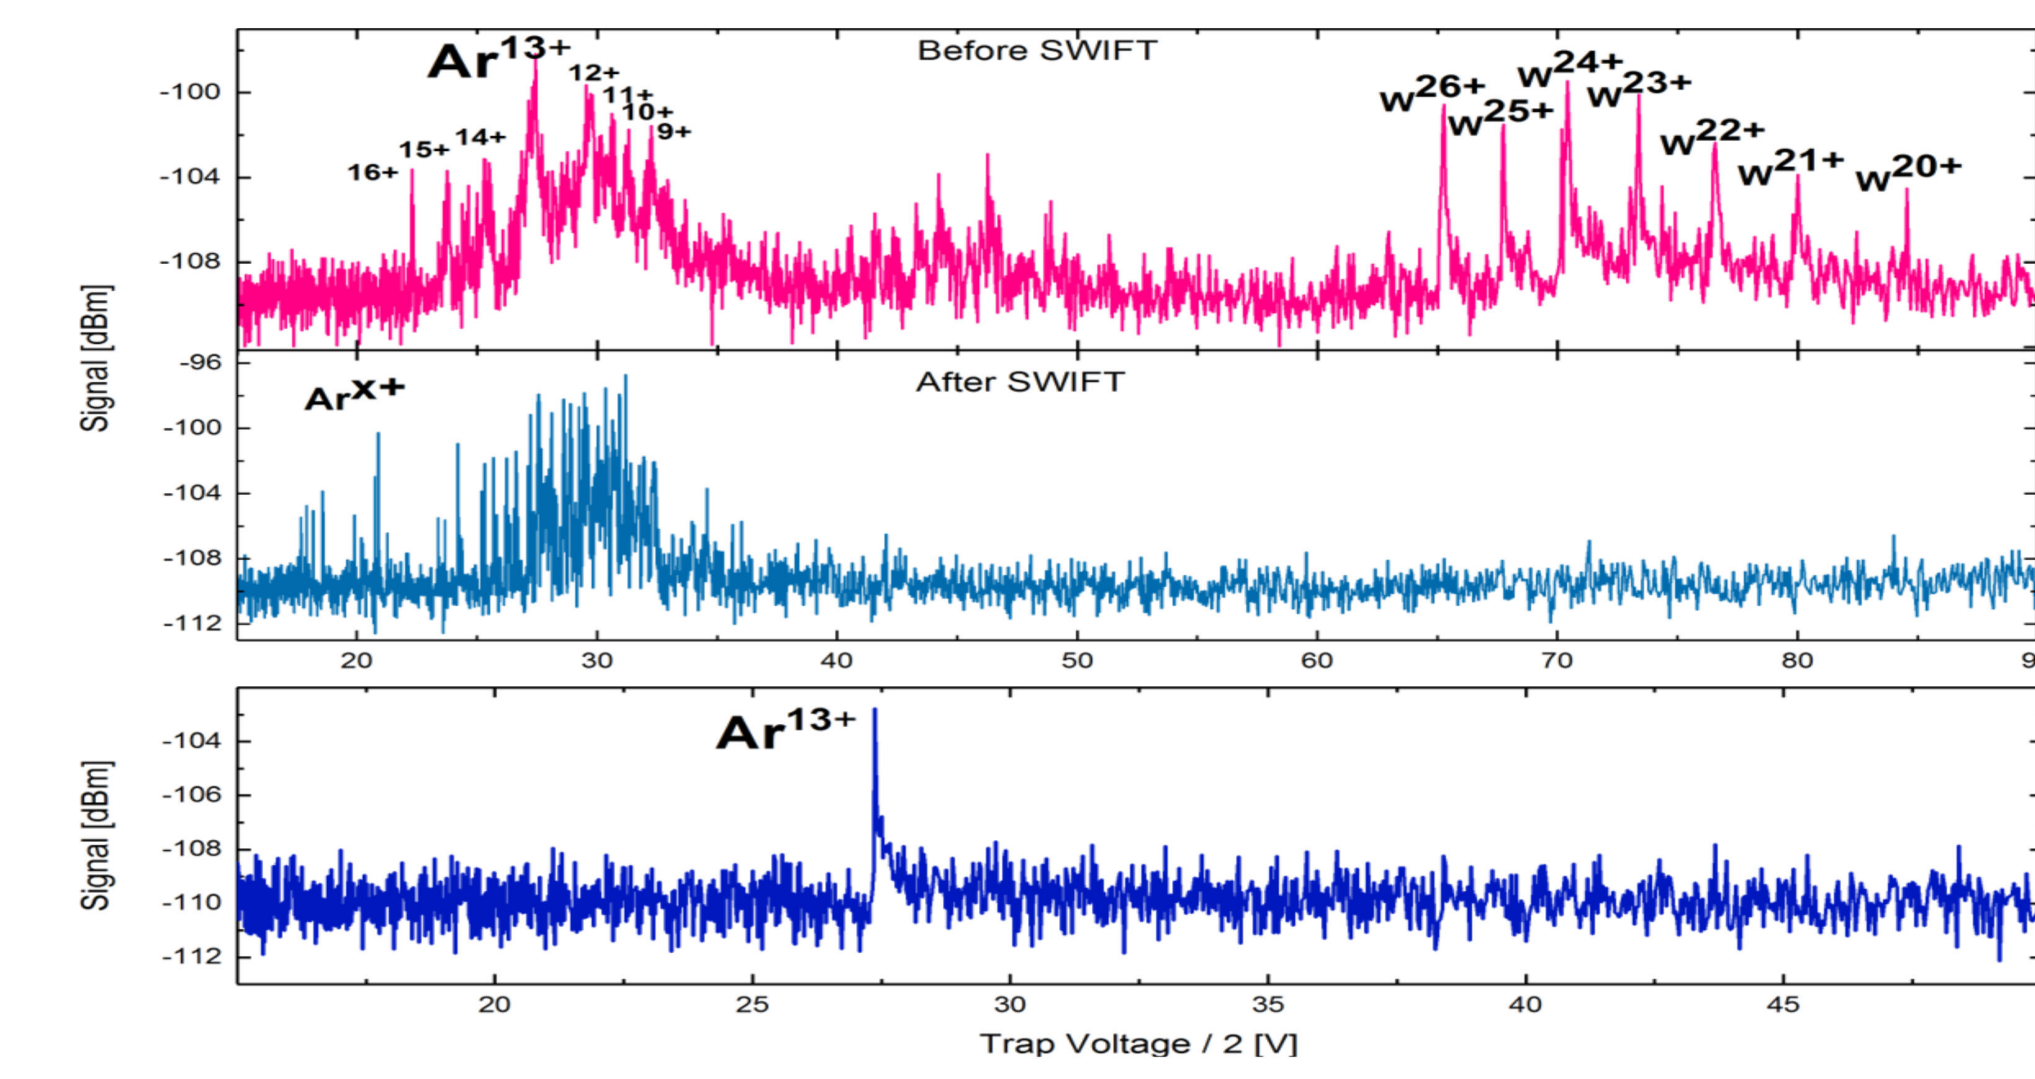 Before SWIFT
Ar13+
12+
11+
10+
9+
14+
15+
16+
W26+
W25+
W24+
W23+
W22+
W21+
W20+
-100
-104
-108
Signal [dBm]
After SWIFT
Arx+
-96
-100
-104
-108
-112
20 30 40 50 60 70 80 9
Ar13+
-104
-106
-108
-110
-112
Signal [dBm]
20 25 30 35 40 45
Trap Voltage / 2 [V]